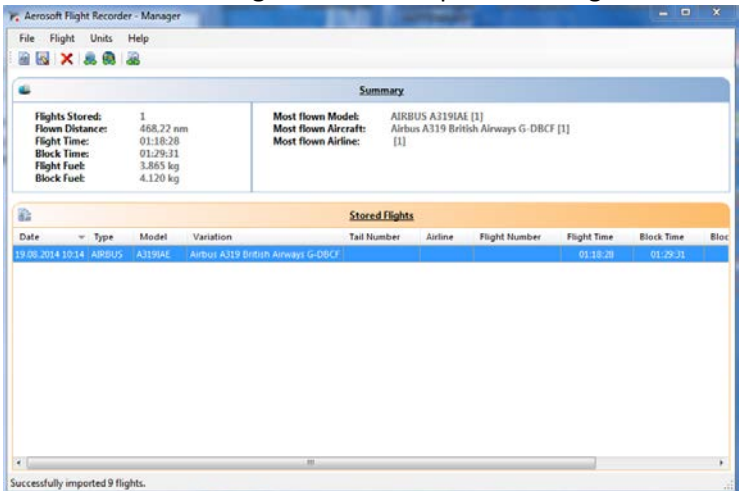 Aerosoft Flight Recorder - Manager
File Flight Units Help
Summary
Flights Stored: 1
Flown Distance: 468,22 nm
Flight Time: 01:18:28
Block Time: 01:29:31
Flight Fuel: 3.865 kg
Block Fuel: 4.120 kg
Most flown Model: AIRBUS A319IAE [1]
Most flown Aircraft: Airbus A319 British Airways G-DBCF [1]
Most flown Airline: [1]
Stored Flights
Date Type Model Variation Tail Number Airline Flight Number Flight Time Block Time Bloc
19.08.2014 10:14 AIRBUS A319IAE Airbus A319 British Airways G-DBCF 01:18:28 01:29:31
Successfully imported 9 flights.